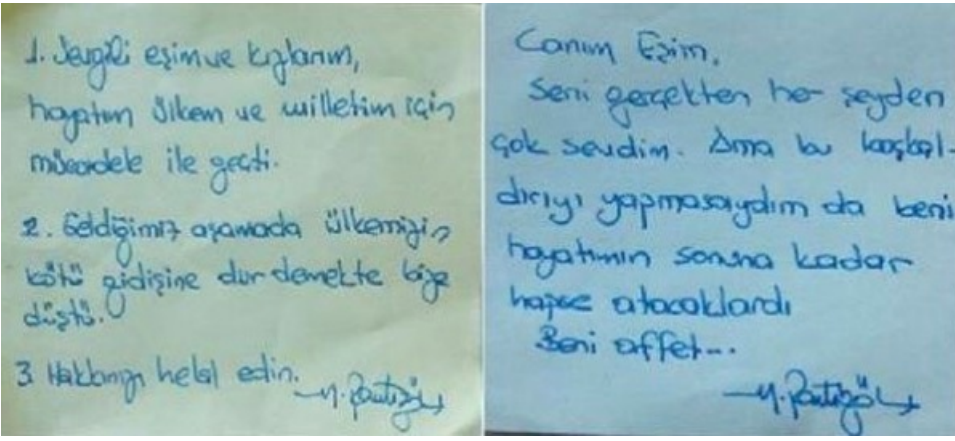 1. Sevgili eşim ve kızlarım,
hayatım ülkem ve milletim için
mücadele ile geçti.
2. Geldiğimiz aşamada ülkemizin
kötü gidişine dur demekte bize
düştü.
3 Hakkınızı helal edin.
Canım Eşim,
Seni gerçekten her şeyden
çok sevdim. Ama bu başkal-
dırıyı yapmasaydım da beni
hayatımın sonuna kadar
hapse atacaklardı
Beni affet...